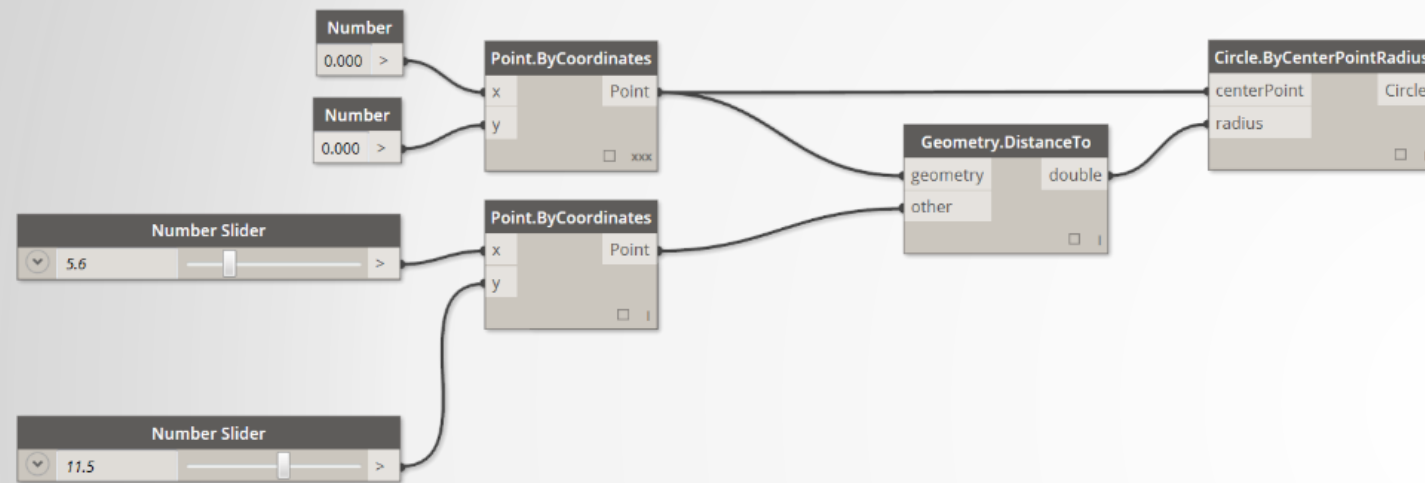 Number
0.000 >
Number
0.000 >
Point.ByCoordinates
x Point
y
xxx
Circle.ByCenterPointRadius
centerPoint Circle
radius
Geometry.DistanceTo
geometry double
other
l
Point.ByCoordinates
x Point
y
l
Number Slider
5.6 >
Number Slider
11.5 >